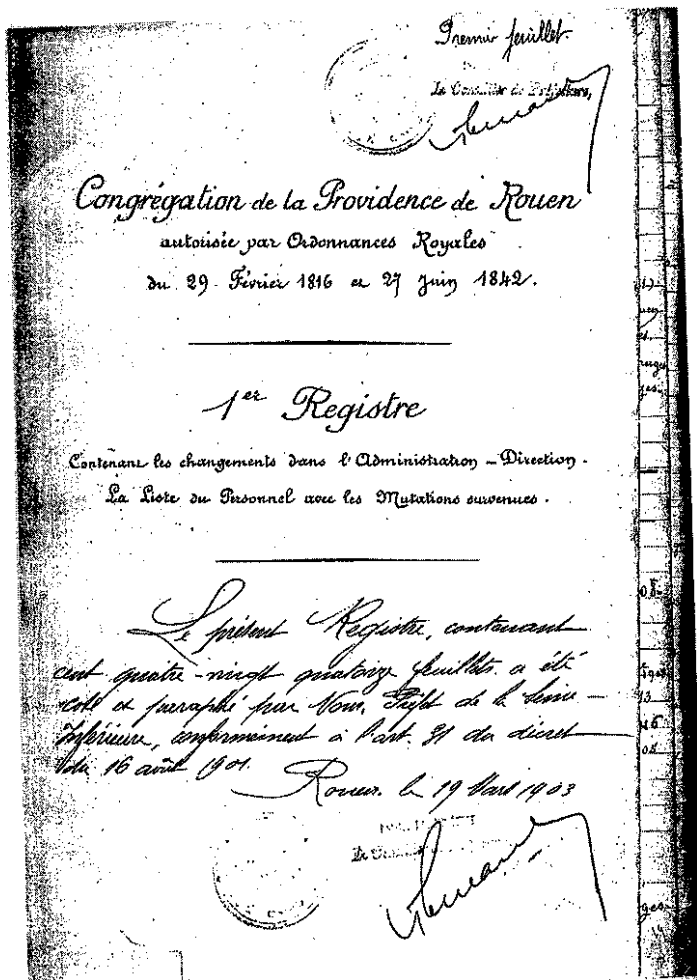 Premier feuillet
Le Conseiller de Préfecture,
Congrégation de la Providence de Rouen
autorisée par Ordonnances Royales
du 29 Février 1816 et 27 Juin 1842.
1er Registre
Contenant les changements dans l'Administration – Direction.
La Liste du Personnel avec les Mutations survenues.
Le présent Registre, contenant
cent quatre-vingt quatorze feuillets a été
coté et paraphé par Nous, Préfet de la Seine-
Inférieure, conformément à l'art. 31 du décret
du 16 août 1901.
Rouen, le 19 Mars 1903